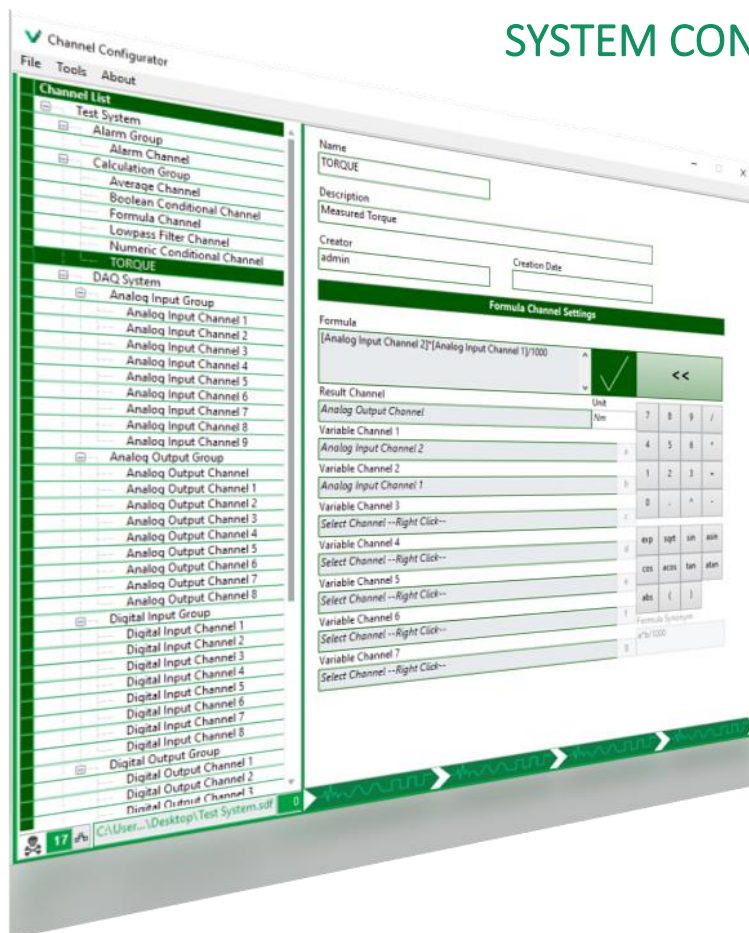 SYSTEM CON
Channel Configurator
File Tools About
Channel List
Test System
Alarm Group
Alarm Channel
Calculation Group
Average Channel
Boolean Conditional Channel
Formula Channel
Lowpass Filter Channel
Numeric Conditional Channel
TORQUE
DAQ System
Analog Input Group
Analog Input Channel 1
Analog Input Channel 2
Analog Input Channel 3
Analog Input Channel 4
Analog Input Channel 5
Analog Input Channel 6
Analog Input Channel 7
Analog Input Channel 8
Analog Input Channel 9
Analog Output Group
Analog Output Channel
Analog Output Channel 1
Analog Output Channel 2
Analog Output Channel 3
Analog Output Channel 4
Analog Output Channel 5
Analog Output Channel 6
Analog Output Channel 7
Analog Output Channel 8
Digital Input Group
Digital Input Channel 1
Digital Input Channel 2
Digital Input Channel 3
Digital Input Channel 4
Digital Input Channel 5
Digital Input Channel 6
Digital Input Channel 7
Digital Input Channel 8
Digital Output Group
Digital Output Channel 1
Digital Output Channel 2
Digital Output Channel 3
17 C:\User...\Desktop\Test System.sdf 0
Name
TORQUE
Description
Measured Torque
Creator
admin
Creation Date
Formula Channel Settings
Formula
[Analog Input Channel 2]*[Analog Input Channel 1]/1000
<<
Result Channel
Unit
Analog Output Channel
Nm
Variable Channel 1
Analog Input Channel 2 a
Variable Channel 2
Analog Input Channel 1 b
Variable Channel 3
Select Channel --Right Click-- c
Variable Channel 4
Select Channel --Right Click-- d
Variable Channel 5
Select Channel --Right Click-- e
Variable Channel 6
Select Channel --Right Click-- f
Variable Channel 7
Select Channel --Right Click-- g
7 8 9 /
4 5 6 *
1 2 3 +
0 . ^ -
exp sqrt sin asin
cos acos tan atan
abs ( )
Formula Synonym
a*b/1000